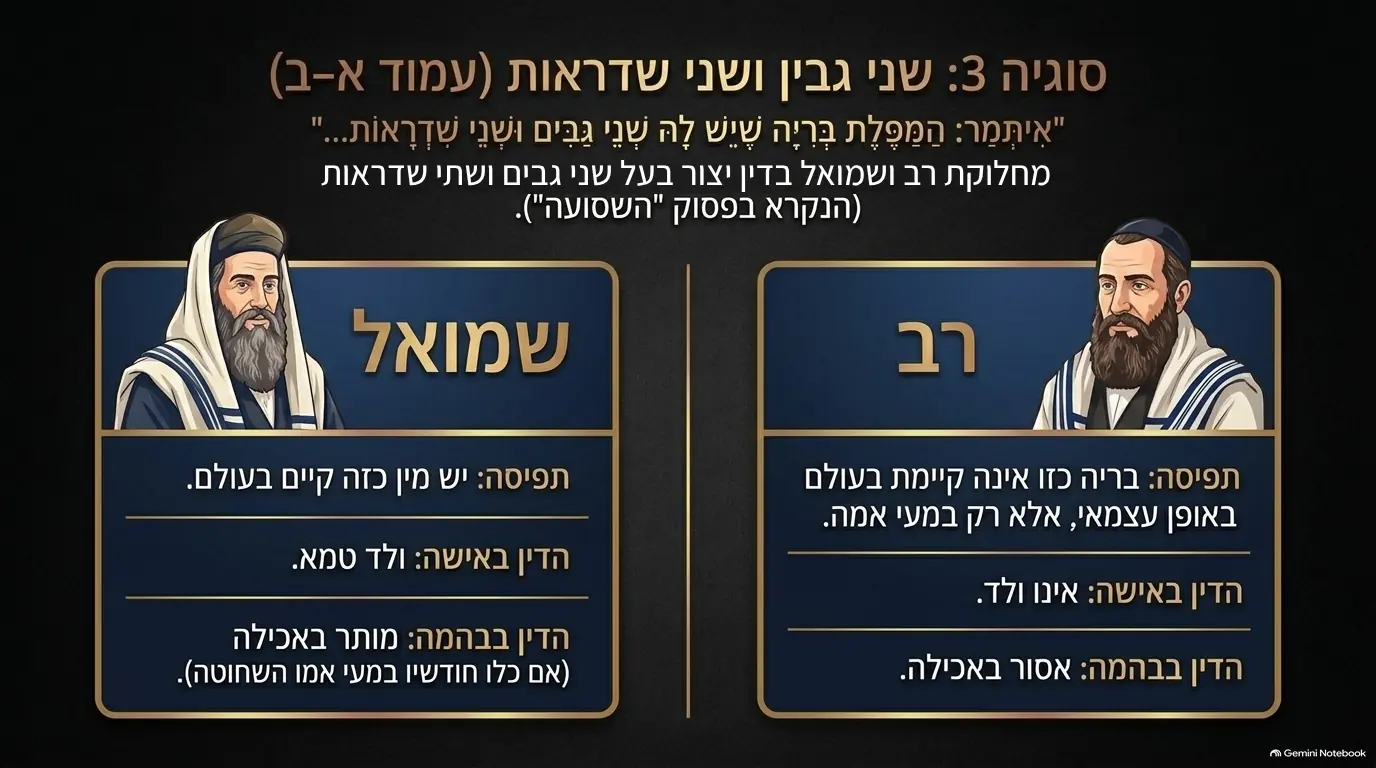 סוגיה 3: שני גבין ושני שדראות (עמוד א–ב)
"אִיתְּמַר: הַמַּפֶּלֶת בְּרִיָּה שֶׁיֵּשׁ לָהּ שְׁנֵי גַּבִּים וּשְׁנֵי שִׁדְרָאוֹת..."
מחלוקת רב ושמואל בדין יצור בעל שני גבים ושתי שדראות
(הנקרא בפסוק "השסועה").
רב
תפיסה: בריה כזו אינה קיימת בעולם
באופן עצמאי, אלא רק במעי אמה.
הדין באישה: אינו ולד.
הדין בבהמה: אסור באכילה.
שמואל
תפיסה: יש מין כזה קיים בעולם.
הדין באישה: ולד טמא.
הדין בבהמה: מותר באכילה
(אם כלו חודשיו במעי אמו השחוטה).
Gemini Notebook